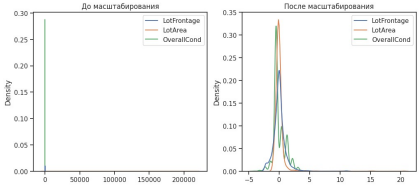 До масштабирования
0.30
0.25
0.20
0.15
0.10
0.05
0.00
Density
LotFrontage
LotArea
OverallCond
0
50000
100000
150000
200000
После масштабирования
0.35
0.30
0.25
0.20
0.15
0.10
0.05
0.00
Density
LotFrontage
LotArea
OverallCond
−5
0
5
10
15
20